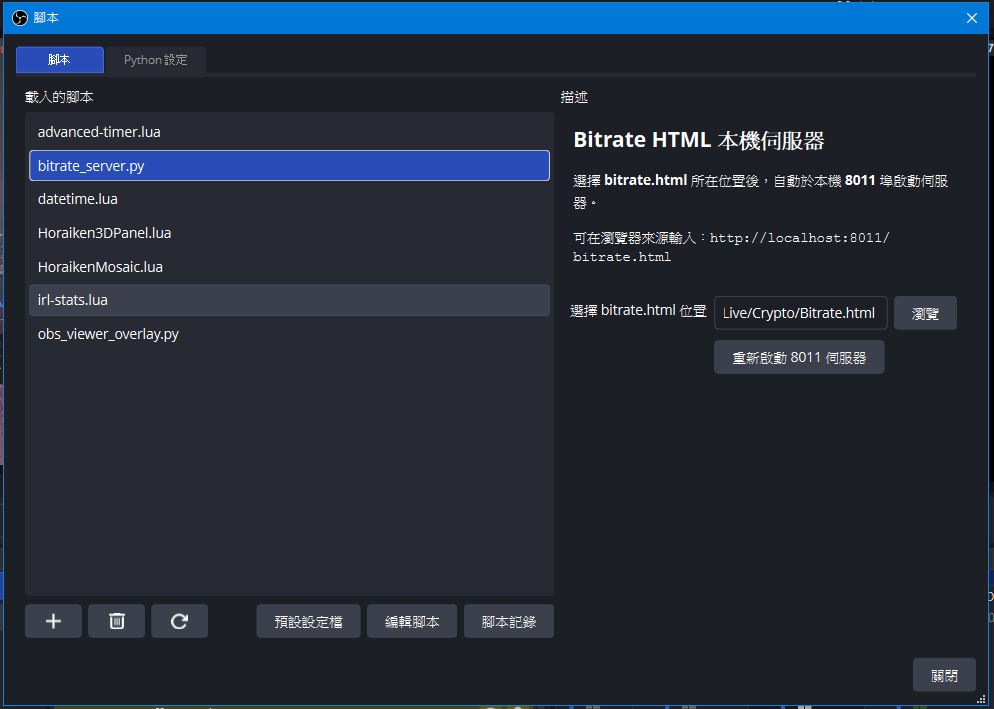 腳本
腳本
Python 設定
載入的腳本
advanced-timer.lua
bitrate_server.py
datetime.lua
Horaiken3DPanel.lua
HoraikenMosaic.lua
irl-stats.lua
obs_viewer_overlay.py
預設設定檔
編輯腳本
腳本記錄
描述
Bitrate HTML 本機伺服器
選擇 bitrate.html 所在位置後，自動於本機 8011 埠啟動伺服
器。
可在瀏覽器來源輸入：http://localhost:8011/
bitrate.html
選擇 bitrate.html 位置
Live/Crypto/Bitrate.html
瀏覽
重新啟動 8011 伺服器
關閉